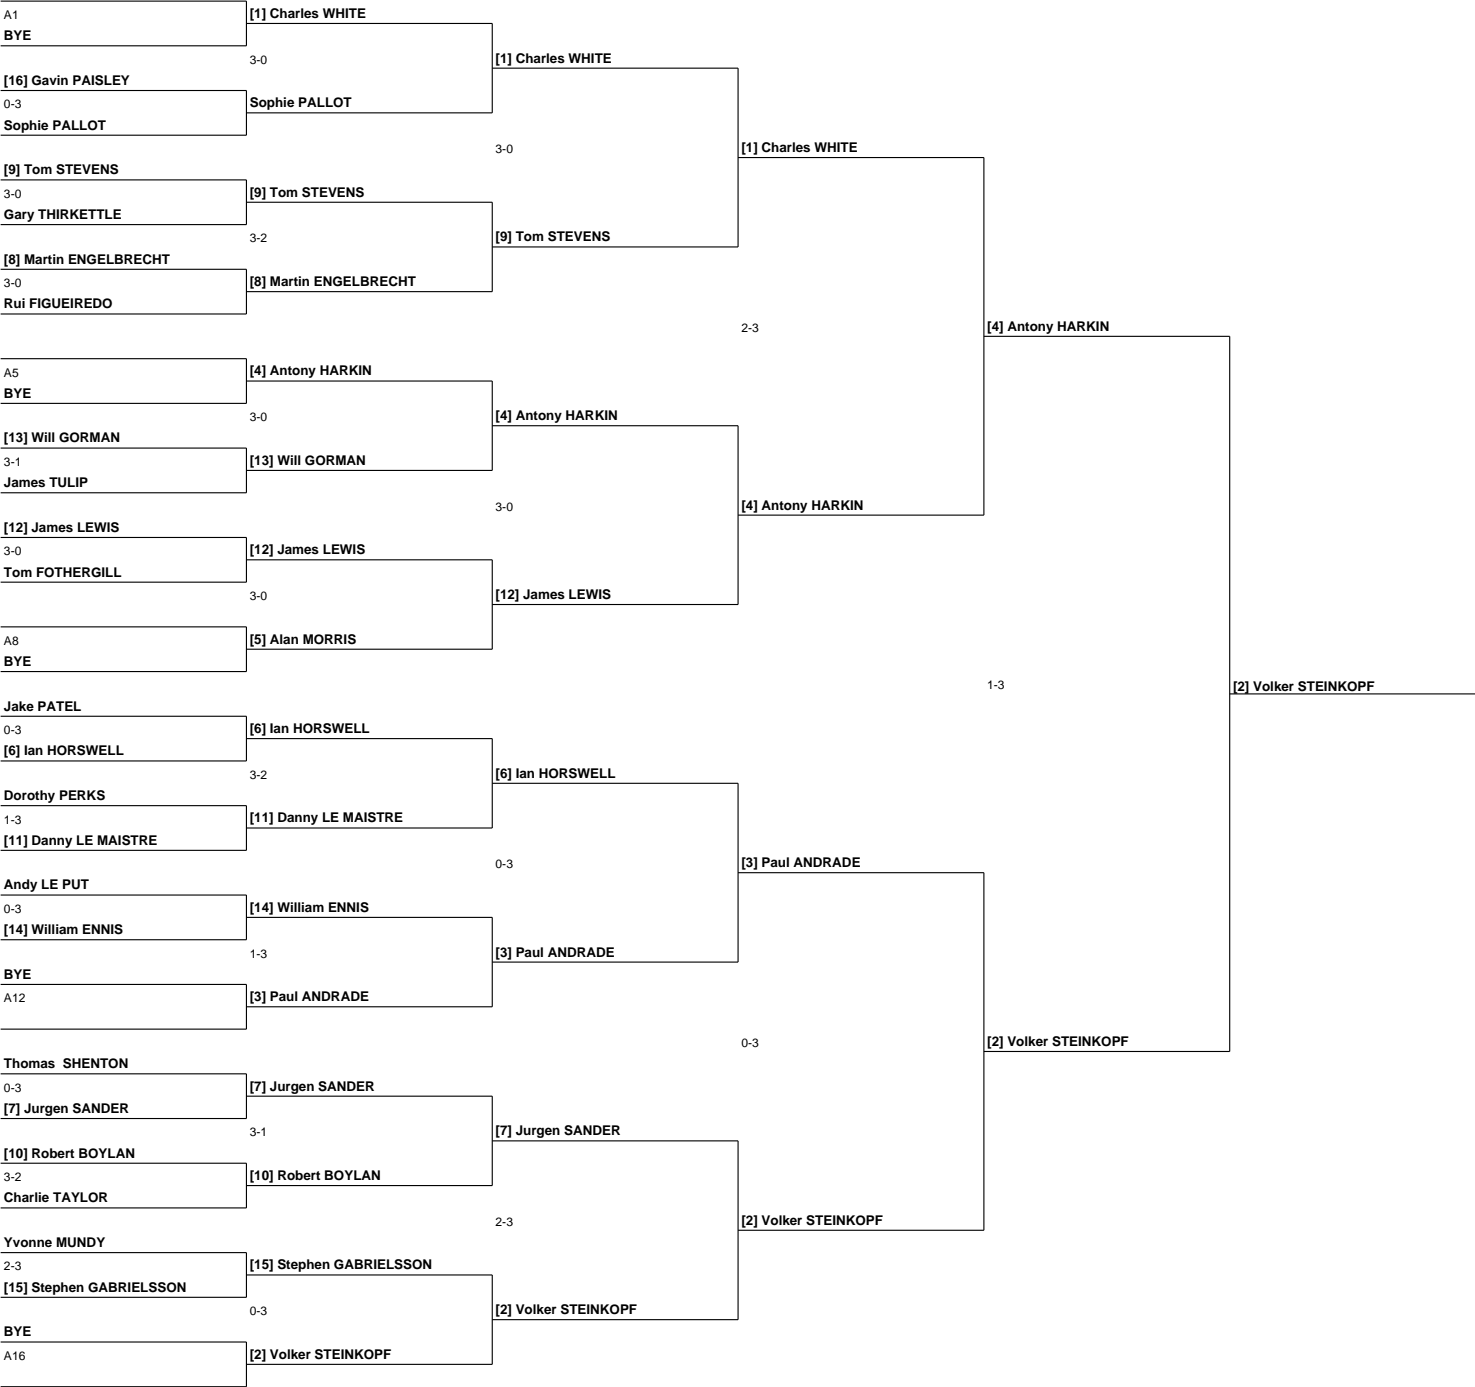 A1
BYE
[1] Charles WHITE
3-0
[16] Gavin PAISLEY
0-3
Sophie PALLOT
Sophie PALLOT
[1] Charles WHITE
3-0
[9] Tom STEVENS
3-0
Gary THIRKETTLE
[9] Tom STEVENS
3-2
[8] Martin ENGELBRECHT
3-0
Rui FIGUEIREDO
[8] Martin ENGELBRECHT
[9] Tom STEVENS
[1] Charles WHITE
2-3
A5
BYE
[4] Antony HARKIN
3-0
[13] Will GORMAN
3-1
James TULIP
[13] Will GORMAN
[4] Antony HARKIN
3-0
[12] James LEWIS
3-0
Tom FOTHERGILL
[12] James LEWIS
3-0
A8
BYE
[5] Alan MORRIS
[12] James LEWIS
[4] Antony HARKIN
[4] Antony HARKIN
1-3
[2] Volker STEINKOPF
Jake PATEL
0-3
[6] Ian HORSWELL
[6] Ian HORSWELL
3-2
Dorothy PERKS
1-3
[11] Danny LE MAISTRE
[11] Danny LE MAISTRE
[6] Ian HORSWELL
0-3
Andy LE PUT
0-3
[14] William ENNIS
[14] William ENNIS
1-3
BYE
A12
[3] Paul ANDRADE
[3] Paul ANDRADE
[3] Paul ANDRADE
0-3
Thomas  SHENTON
0-3
[7] Jurgen SANDER
[7] Jurgen SANDER
3-1
[10] Robert BOYLAN
3-2
Charlie TAYLOR
[10] Robert BOYLAN
[7] Jurgen SANDER
2-3
Yvonne MUNDY
2-3
[15] Stephen GABRIELSSON
[15] Stephen GABRIELSSON
0-3
BYE
A16
[2] Volker STEINKOPF
[2] Volker STEINKOPF
[2] Volker STEINKOPF
[2] Volker STEINKOPF